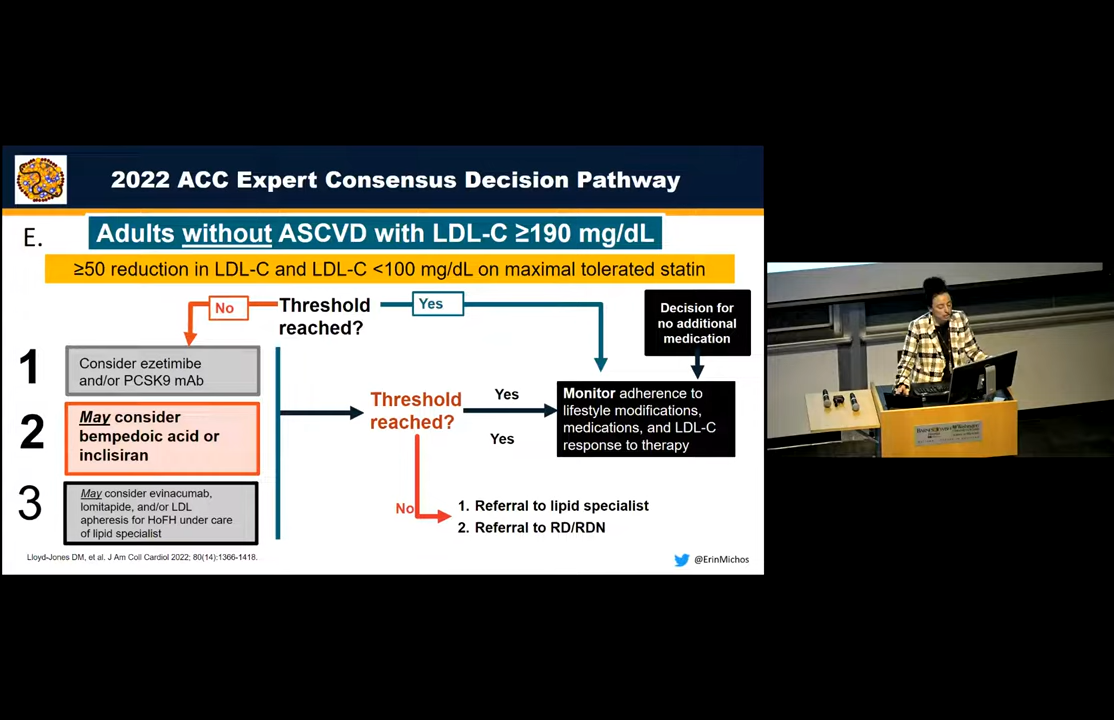 2022 ACC Expert Consensus Decision Pathway
E.
Adults without ASCVD with LDL-C ≥190 mg/dL
≥50 reduction in LDL-C and LDL-C <100 mg/dL on maximal tolerated statin
No
Threshold
reached?
Yes
Decision for
no additional
medication
1
Consider ezetimibe
and/or PCSK9 mAb
2
May consider
bempedoic acid or
inclisiran
3
May consider evinacumab,
lomitapide, and/or LDL
apheresis for HoFH under care
of lipid specialist
Threshold
reached?
Yes
Yes
Monitor adherence to
lifestyle modifications,
medications, and LDL-C
response to therapy
No
1. Referral to lipid specialist
2. Referral to RD/RDN
Lloyd-Jones DM, et al. J Am Coll Cardiol 2022; 80(14):1366-1418.
@ErinMichos